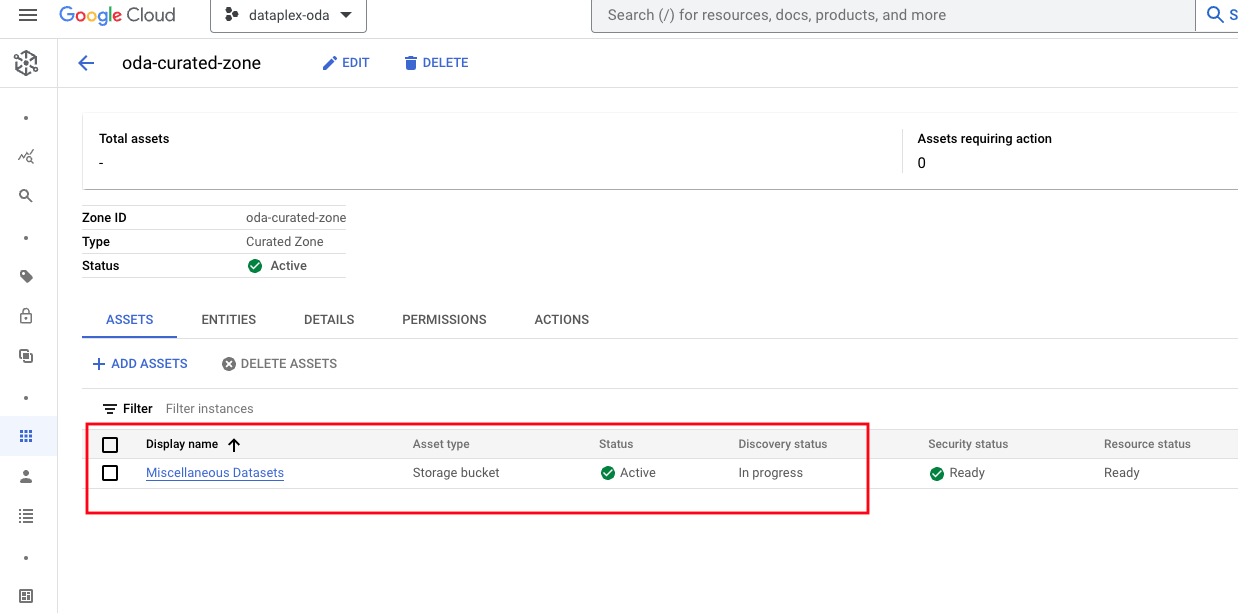 Google Cloud
dataplex-oda
Search (/) for resources, docs, products, and more
S
oda-curated-zone
EDIT
DELETE
Total assets
-
Assets requiring action
0
Zone ID oda-curated-zone
Type Curated Zone
Status Active
ASSETS ENTITIES DETAILS PERMISSIONS ACTIONS
ADD ASSETS DELETE ASSETS
Filter Filter instances
Display name Asset type Status Discovery status Security status Resource status
Miscellaneous Datasets Storage bucket Active In progress Ready Ready